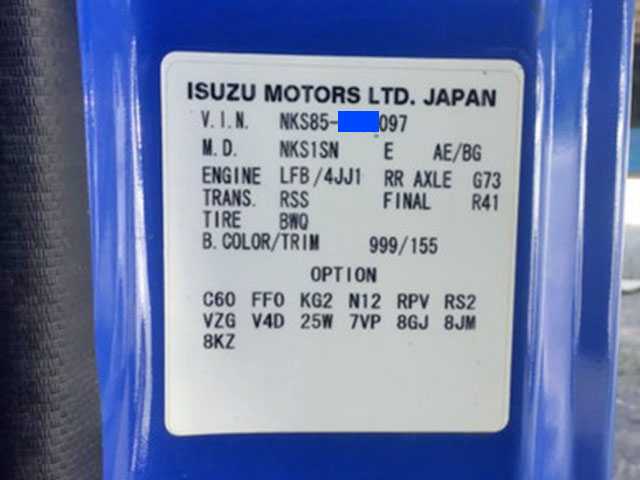 ISUZU MOTORS LTD. JAPAN
V.I.N. NKS85-097
M.D. NKS1SN E AE/BG
ENGINE LFB/4JJ1 RR AXLE G73
TRANS. RSS FINAL R41
TIRE BWQ
B.COLOR/TRIM 999/155
OPTION
C60 FF0 KG2 N12 RPV RS2
VZG V4D 25W 7VP 8GJ 8JM
8KZ